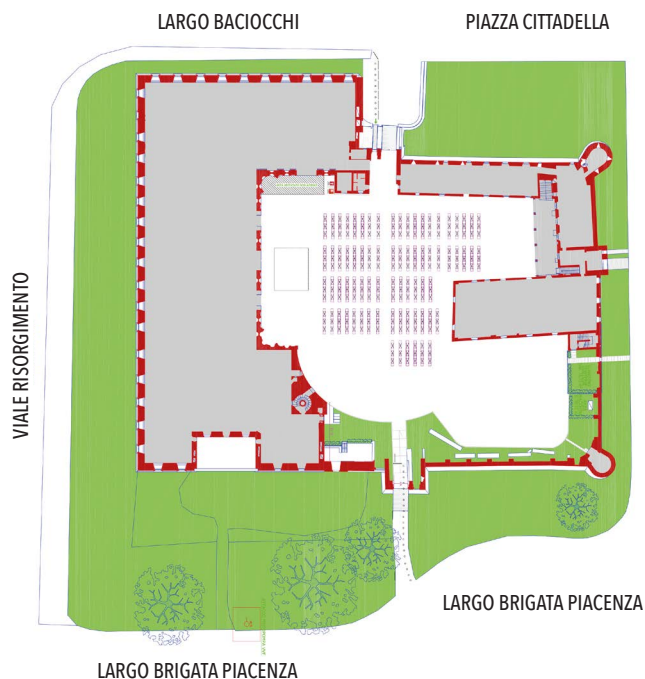 LARGO BACIOCCHI
PIAZZA CITTADELLA
VIALE RISORGIMENTO
LARGO BRIGATA PIACENZA
LARGO BRIGATA PIACENZA